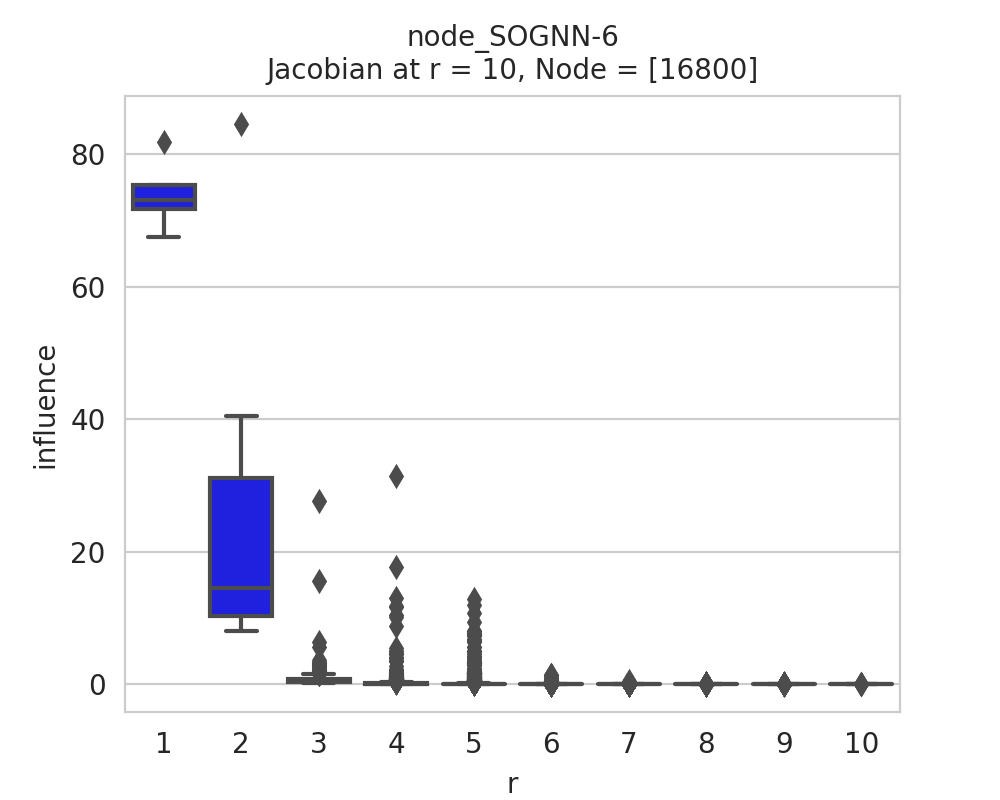 node_SOGNN-6
Jacobian at r = 10, Node = [16800]
influence
80
60
40
20
0
1 2 3 4 5 6 7 8 9 10
r